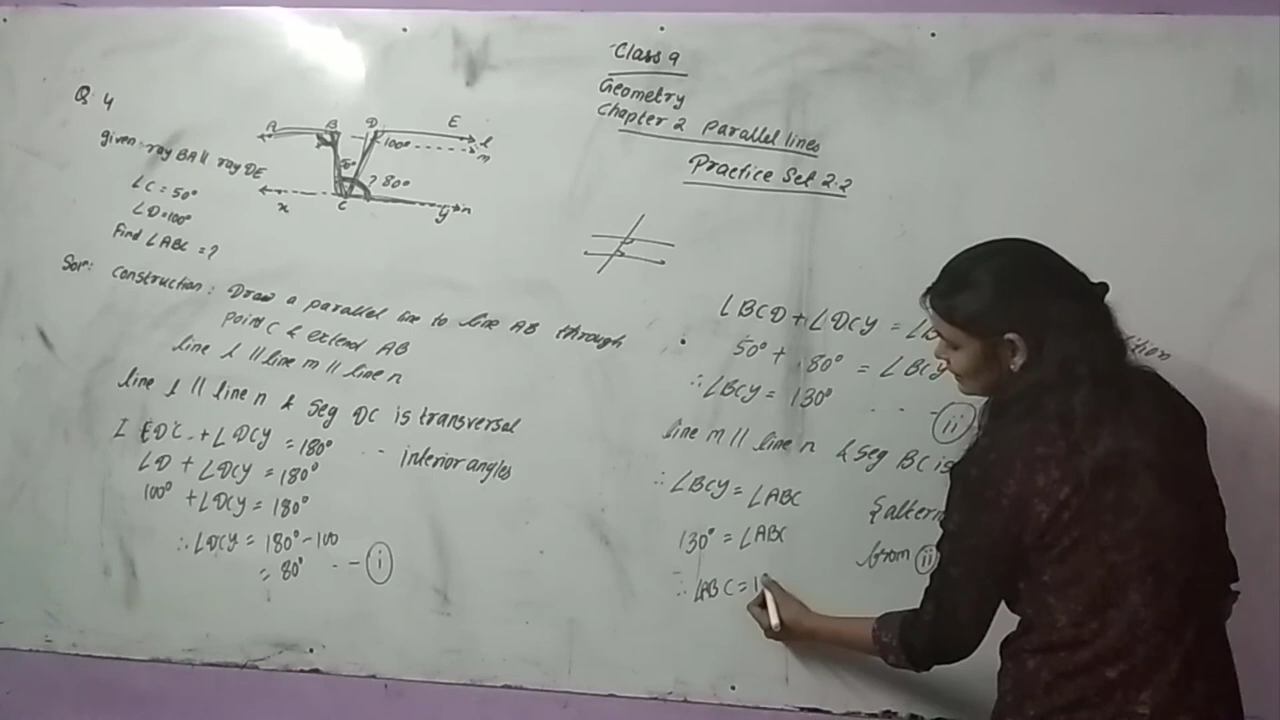 Class 9
Geometry
Chapter 2 parallel lines
Practice Set 2.2
Q. 4
given: ray BA || ray DE
∠C = 50°
∠D = 100°
Find ∠ABC = ?
A B D E l
100° m
50°
? 80°
x C y n
Solⁿ: Construction: Draw a parallel line to line AB through
point C & extend AB
line l || line m || line n
line l || line n & seg DC is transversal
∠ EDC + ∠DCY = 180° - - interior angles
∠D + ∠DCY = 180°
100° + ∠DCY = 180°
∴ ∠DCY = 180° - 100
= 80° - - (i)
∠BCD + ∠DCY =
50° + 80° = ∠BCY
∴ ∠BCY = 130° - - - (ii)
line m || line n & seg BC is
∴ ∠BCY = ∠ABC
130° = ∠ABC from (ii)
∴ ∠ABC = 1